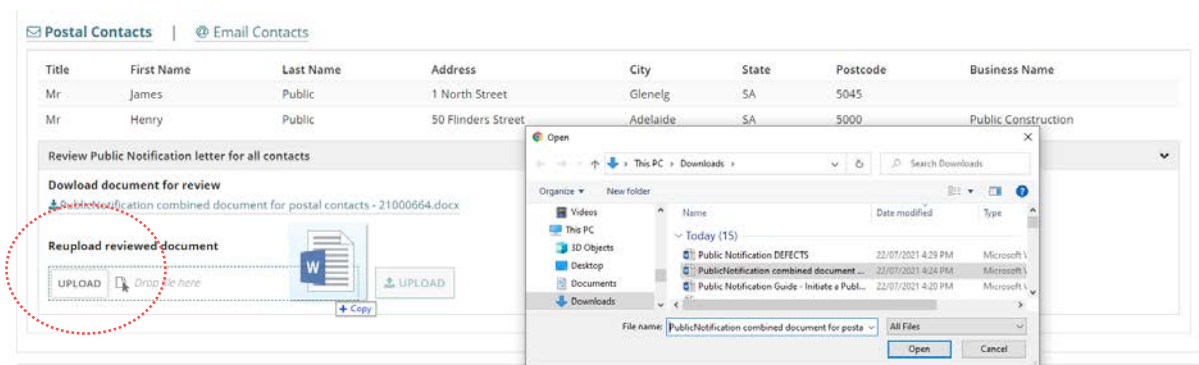 Postal Contacts | @ Email Contacts
Title First Name Last Name Address City State Postcode Business Name
Mr James Public 1 North Street Glenelg SA 5045
Mr Henry Public 50 Flinders Street Adelaide SA 5000 Public Construction
Review Public Notification letter for all contacts
Dowload document for review
PublicNotification combined document for postal contacts - 21000664.docx
Reupload reviewed document
UPLOAD Drop file here
W
+ Copy
UPLOAD
Open
This PC > Downloads >
Search Downloads
Organize New folder
Videos
This PC
3D Objects
Desktop
Documents
Downloads
Name Date modified Type
Today (15)
Public Notification DEFECTS 22/07/2021 4:29 PM Microsoft
PublicNotification combined document ... 22/07/2021 4:24 PM Microsoft
Public Notification Guide - Initiate a Publ... 22/07/2021 4:20 PM Microsoft
File name: PublicNotification combined document for posta All Files
Open Cancel